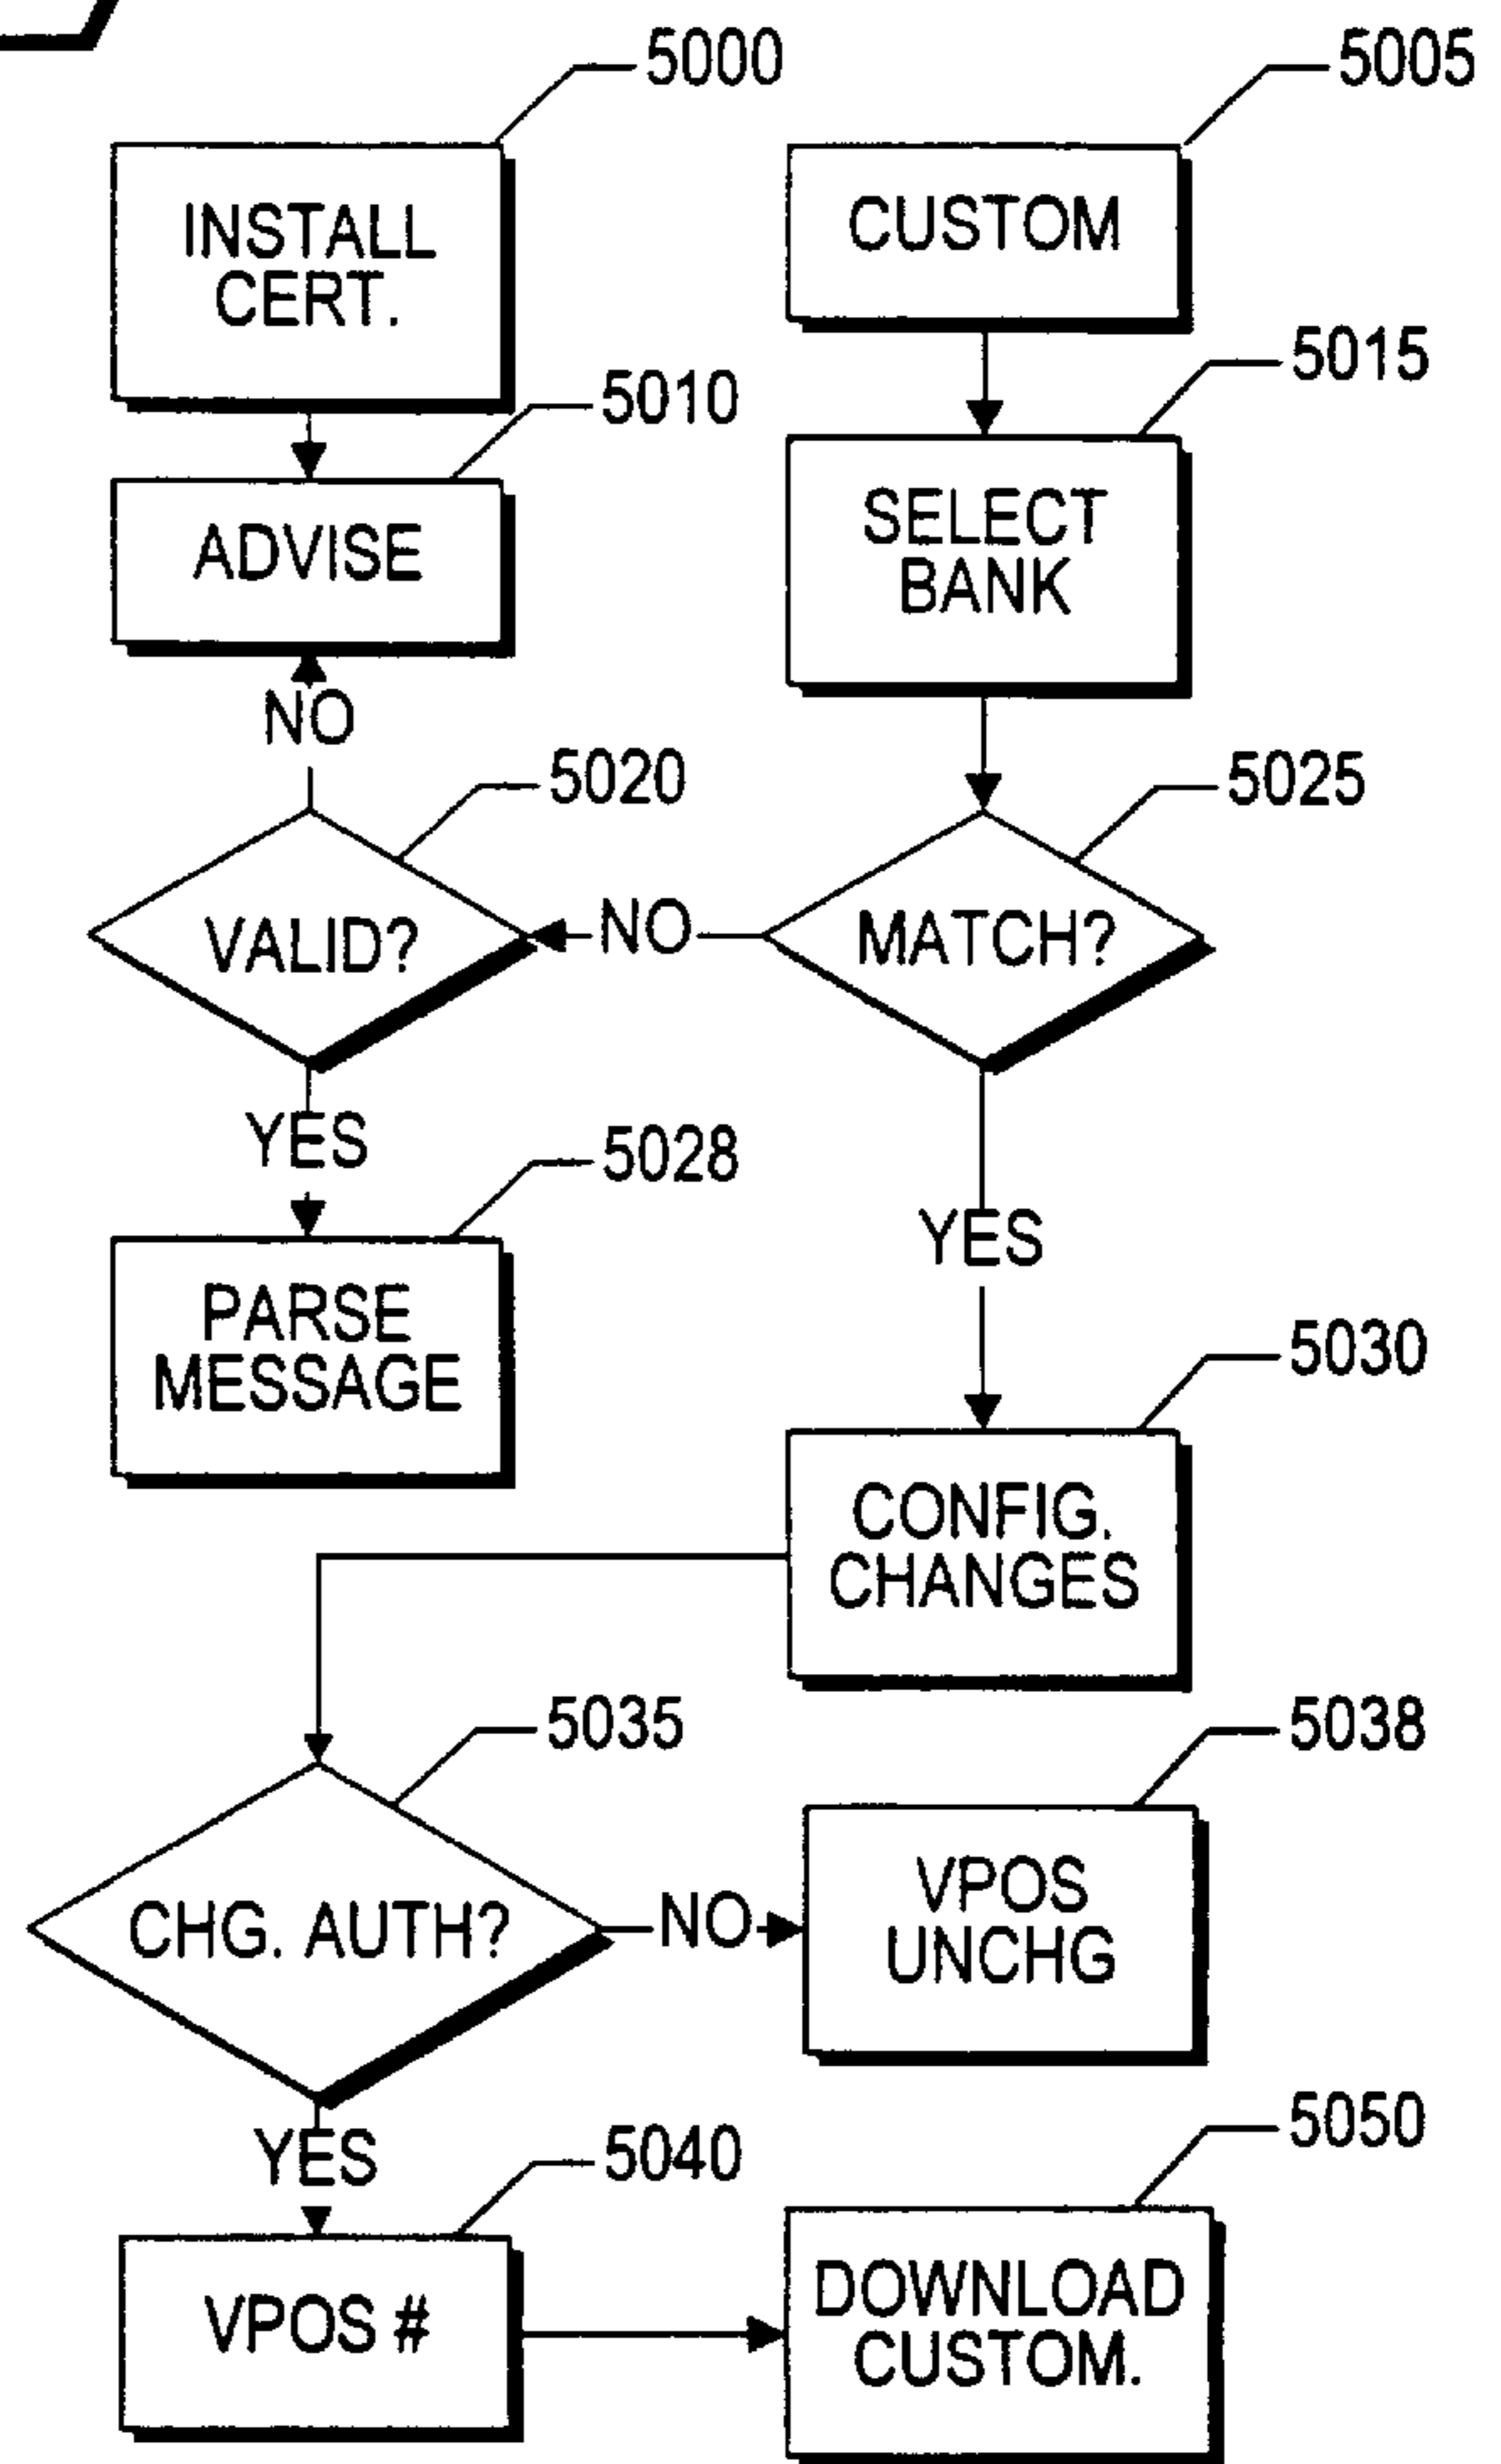 5000
5005
INSTALL
CERT.
CUSTOM
5010
5015
ADVISE
SELECT
BANK
NO
5020
5025
VALID?
NO
MATCH?
YES
5028
YES
PARSE
MESSAGE
5030
CONFIG.
CHANGES
5035
5038
CHG. AUTH?
NO
VPOS
UNCHG
YES
5040
5050
VPOS #
DOWNLOAD
CUSTOM.